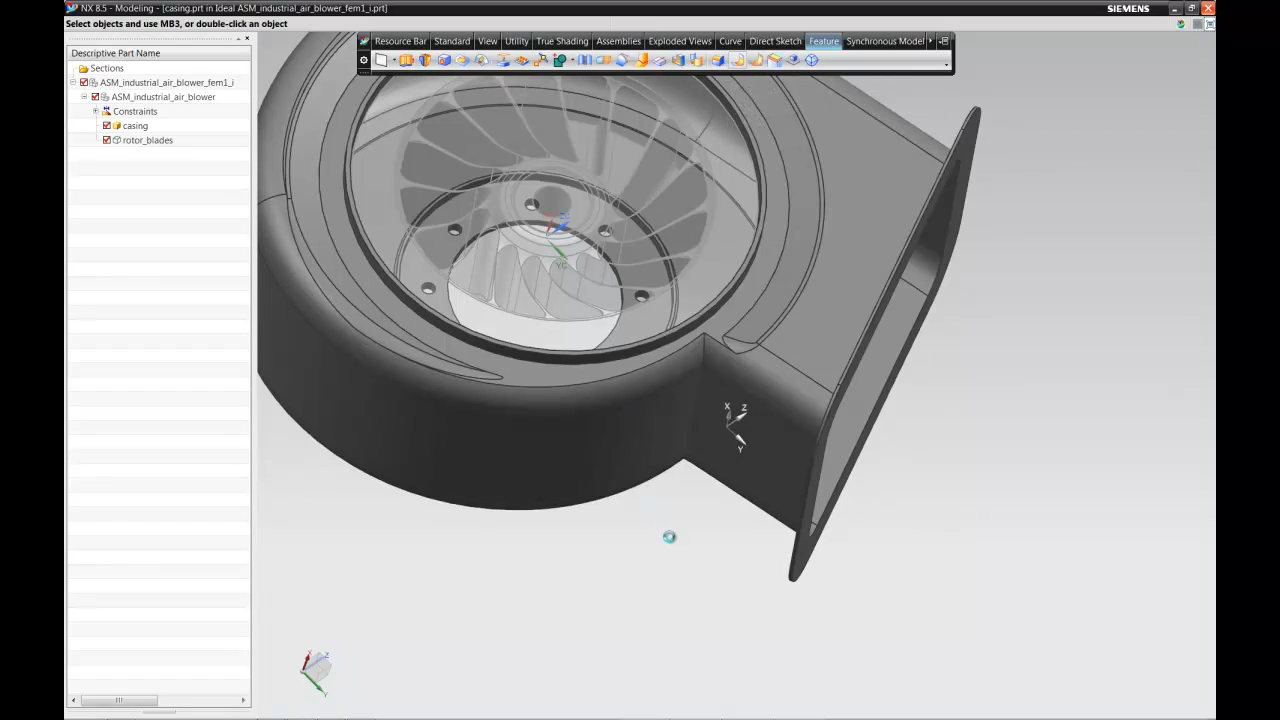 NX 8.5 - Modeling - [casing.prt in Ideal ASM_industrial_air_blower_fem1_i.prt]
SIEMENS
Select objects and use MB3, or double-click an object
Resource Bar Standard View Utility True Shading Assemblies Exploded Views Curve Direct Sketch Feature Synchronous Model
Descriptive Part Name
Sections
ASM_industrial_air_blower_fem1_i
ASM_industrial_air_blower
Constraints
casing
rotor_blades
YC
X
Z
Y
X
Z
Y